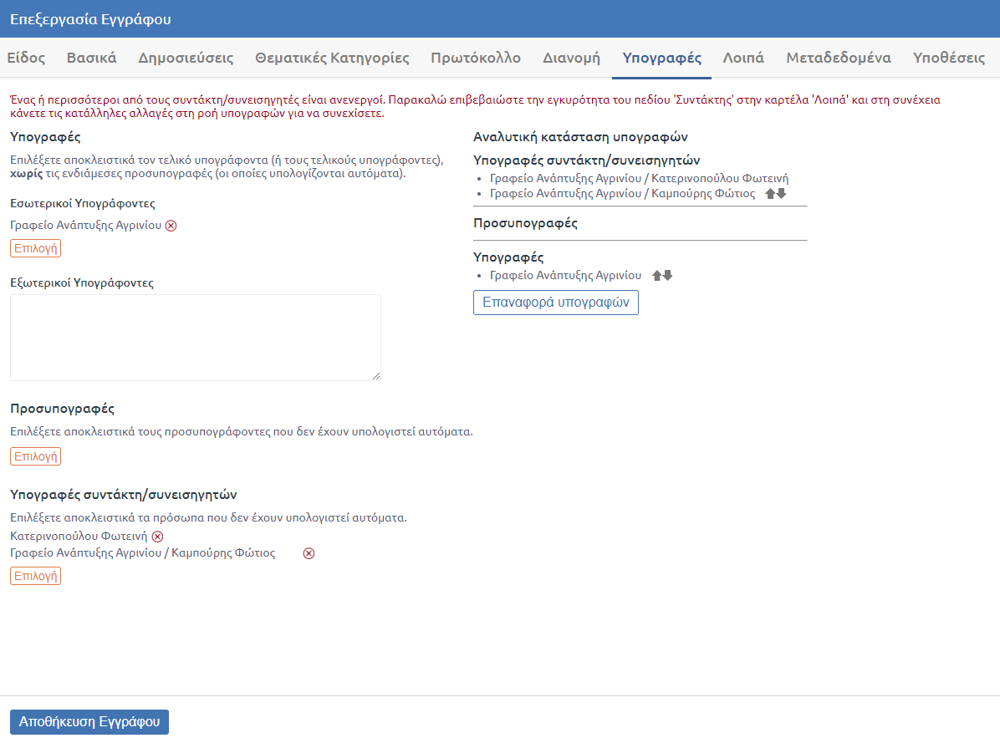 Επεξεργασία Εγγράφου
Είδος Βασικά Δημοσιεύσεις Θεματικές Κατηγορίες Πρωτόκολλο Διανομή Υπογραφές Λοιπά Μεταδεδομένα Υποθέσεις
Ένας ή περισσότεροι από τους συντάκτη/συνεισηγητές είναι ανενεργοί. Παρακαλώ επιβεβαιώστε την εγκυρότητα του πεδίου 'Συντάκτης' στην καρτέλα 'Λοιπά' και στη συνέχεια
κάνετε τις κατάλληλες αλλαγές στη ροή υπογραφών για να συνεχίσετε.
Υπογραφές
Επιλέξετε αποκλειστικά τον τελικό υπογράφοντα (ή τους τελικούς υπογράφοντες),
χωρίς τις ενδιάμεσες προσυπογραφές (οι οποίες υπολογίζονται αυτόματα).
Εσωτερικοί Υπογράφοντες
Γραφείο Ανάπτυξης Αγρινίου
Επιλογή
Εξωτερικοί Υπογράφοντες
Προσυπογραφές
Επιλέξετε αποκλειστικά τους προσυπογράφοντες που δεν έχουν υπολογιστεί αυτόματα.
Επιλογή
Υπογραφές συντάκτη/συνεισηγητών
Επιλέξετε αποκλειστικά τα πρόσωπα που δεν έχουν υπολογιστεί αυτόματα.
Κατερινοπούλου Φωτεινή
Γραφείο Ανάπτυξης Αγρινίου / Καμπούρης Φώτιος
Επιλογή
Αναλυτική κατάσταση υπογραφών
Υπογραφές συντάκτη/συνεισηγητών
• Γραφείο Ανάπτυξης Αγρινίου / Κατερινοπούλου Φωτεινή
• Γραφείο Ανάπτυξης Αγρινίου / Καμπούρης Φώτιος
Προσυπογραφές
Υπογραφές
• Γραφείο Ανάπτυξης Αγρινίου
Επαναφορά υπογραφών
Αποθήκευση Εγγράφου